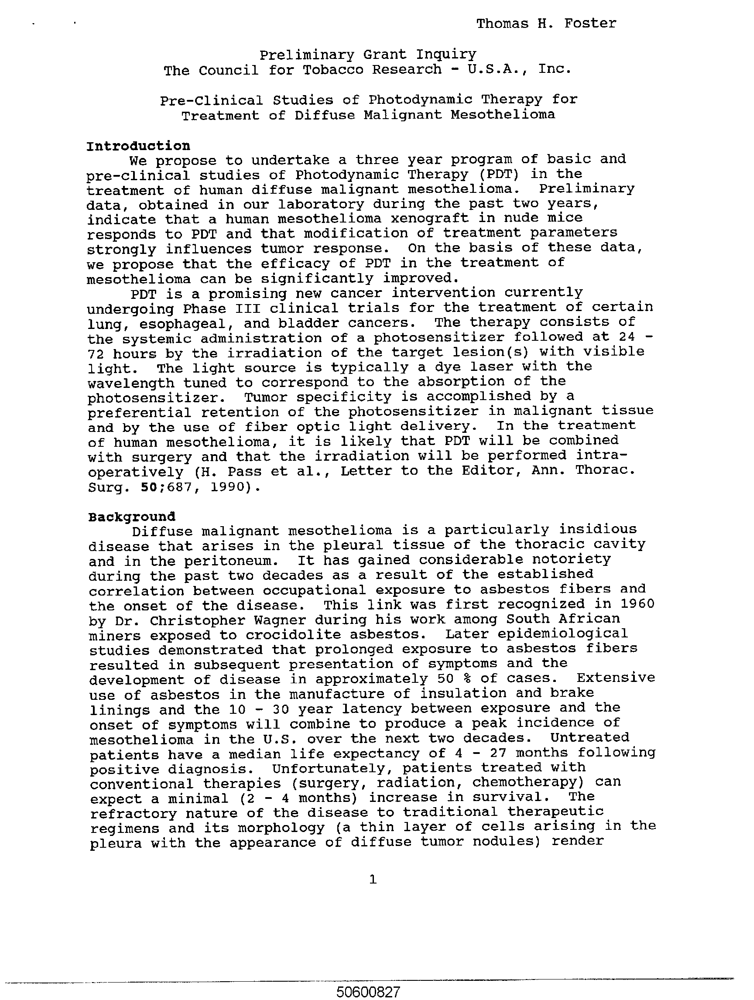 Thomas H. Foster
Preliminary Grant Inquiry
The Council for Tobacco Research - U.S.A., Inc.
Pre-Clinical Studies of Photodynamic Therapy for
Treatment of Diffuse Malignant Mesothelioma
Introduction
We propose to undertake a three year program of basic and
pre-clinical studies of Photodynamic Therapy (PDT) in the
treatment of human diffuse malignant mesothelioma. Preliminary
data, obtained in our laboratory during the past two years,
indicate that a human mesothelioma xenograft in nude mice
responds to PDT and that modification of treatment parameters
strongly influences tumor response. On the basis of these data,
we propose that the efficacy of PDT in the treatment of
mesothelioma can be significantly improved.
PDT is a promising new cancer intervention currently
undergoing Phase III clinical trials for the treatment of certain
lung, esophageal, and bladder cancers. The therapy consists of
the systemic administration of a photosensitizer followed at 24 -
72 hours by the irradiation of the target lesion(s) with visible
light. The light source is typically a dye laser with the
wavelength tuned to correspond to the absorption of the
photosensitizer. Tumor specificity is accomplished by a
preferential retention of the photosensitizer in malignant tissue
and by the use of fiber optic light delivery. In the treatment
of human mesothelioma, it is likely that PDT will be combined
with surgery and that the irradiation will be performed intra-
operatively (H. Pass et al., Letter to the Editor, Ann. Thorac.
Surg. 50;687, 1990).
Background
Diffuse malignant mesothelioma is a particularly insidious
disease that arises in the pleural tissue of the thoracic cavity
and in the peritoneum. It has gained considerable notoriety
during the past two decades as a result of the established
correlation between occupational exposure to asbestos fibers and
the onset of the disease. This link was first recognized in 1960
by Dr. Christopher Wagner during his work among South African
miners exposed to crocidolite asbestos. Later epidemiological
studies demonstrated that prolonged exposure to asbestos fibers
resulted in subsequent presentation of symptoms and the
development of disease in approximately 50 % of cases. Extensive
use of asbestos in the manufacture of insulation and brake
linings and the 10 - 30 year latency between exposure and the
onset of symptoms will combine to produce a peak incidence of
mesothelioma in the U.S. over the next two decades. Untreated
patients have a median life expectancy of 4 - 27 months following
positive diagnosis. Unfortunately, patients treated with
conventional therapies (surgery, radiation, chemotherapy) can
expect a minimal (2 - 4 months) increase in survival. The
refractory nature of the disease to traditional therapeutic
regimens and its morphology (a thin layer of cells arising in the
pleura with the appearance of diffuse tumor nodules) render
1
50600827